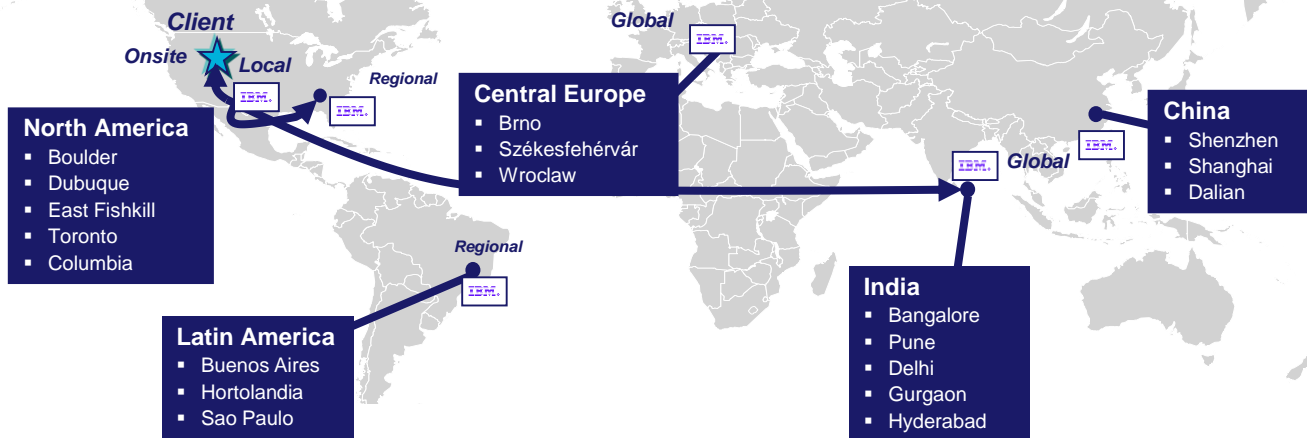 Client
Onsite
Local
IBM.
Regional
IBM.
North America
▪ Boulder
▪ Dubuque
▪ East Fishkill
▪ Toronto
▪ Columbia
Global
IBM.
Central Europe
▪ Brno
▪ Székesfehérvár
▪ Wroclaw
China
▪ Shenzhen
▪ Shanghai
▪ Dalian
IBM.
IBM.
Global
Regional
IBM.
Latin America
▪ Buenos Aires
▪ Hortolandia
▪ Sao Paulo
India
▪ Bangalore
▪ Pune
▪ Delhi
▪ Gurgaon
▪ Hyderabad